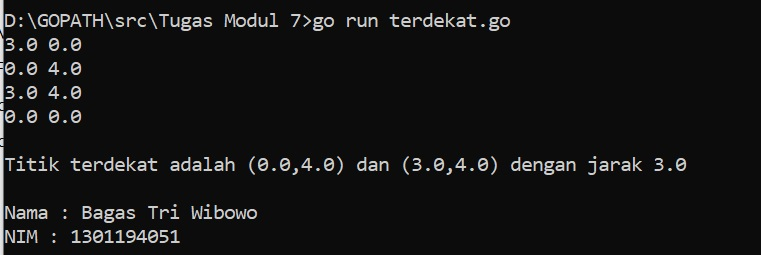 D:\GOPATH\src\Tugas Modul 7>go run terdekat.go
3.0 0.0
0.0 4.0
3.0 4.0
0.0 0.0
Titik terdekat adalah (0.0,4.0) dan (3.0,4.0) dengan jarak 3.0
Nama : Bagas Tri Wibowo
NIM : 1301194051